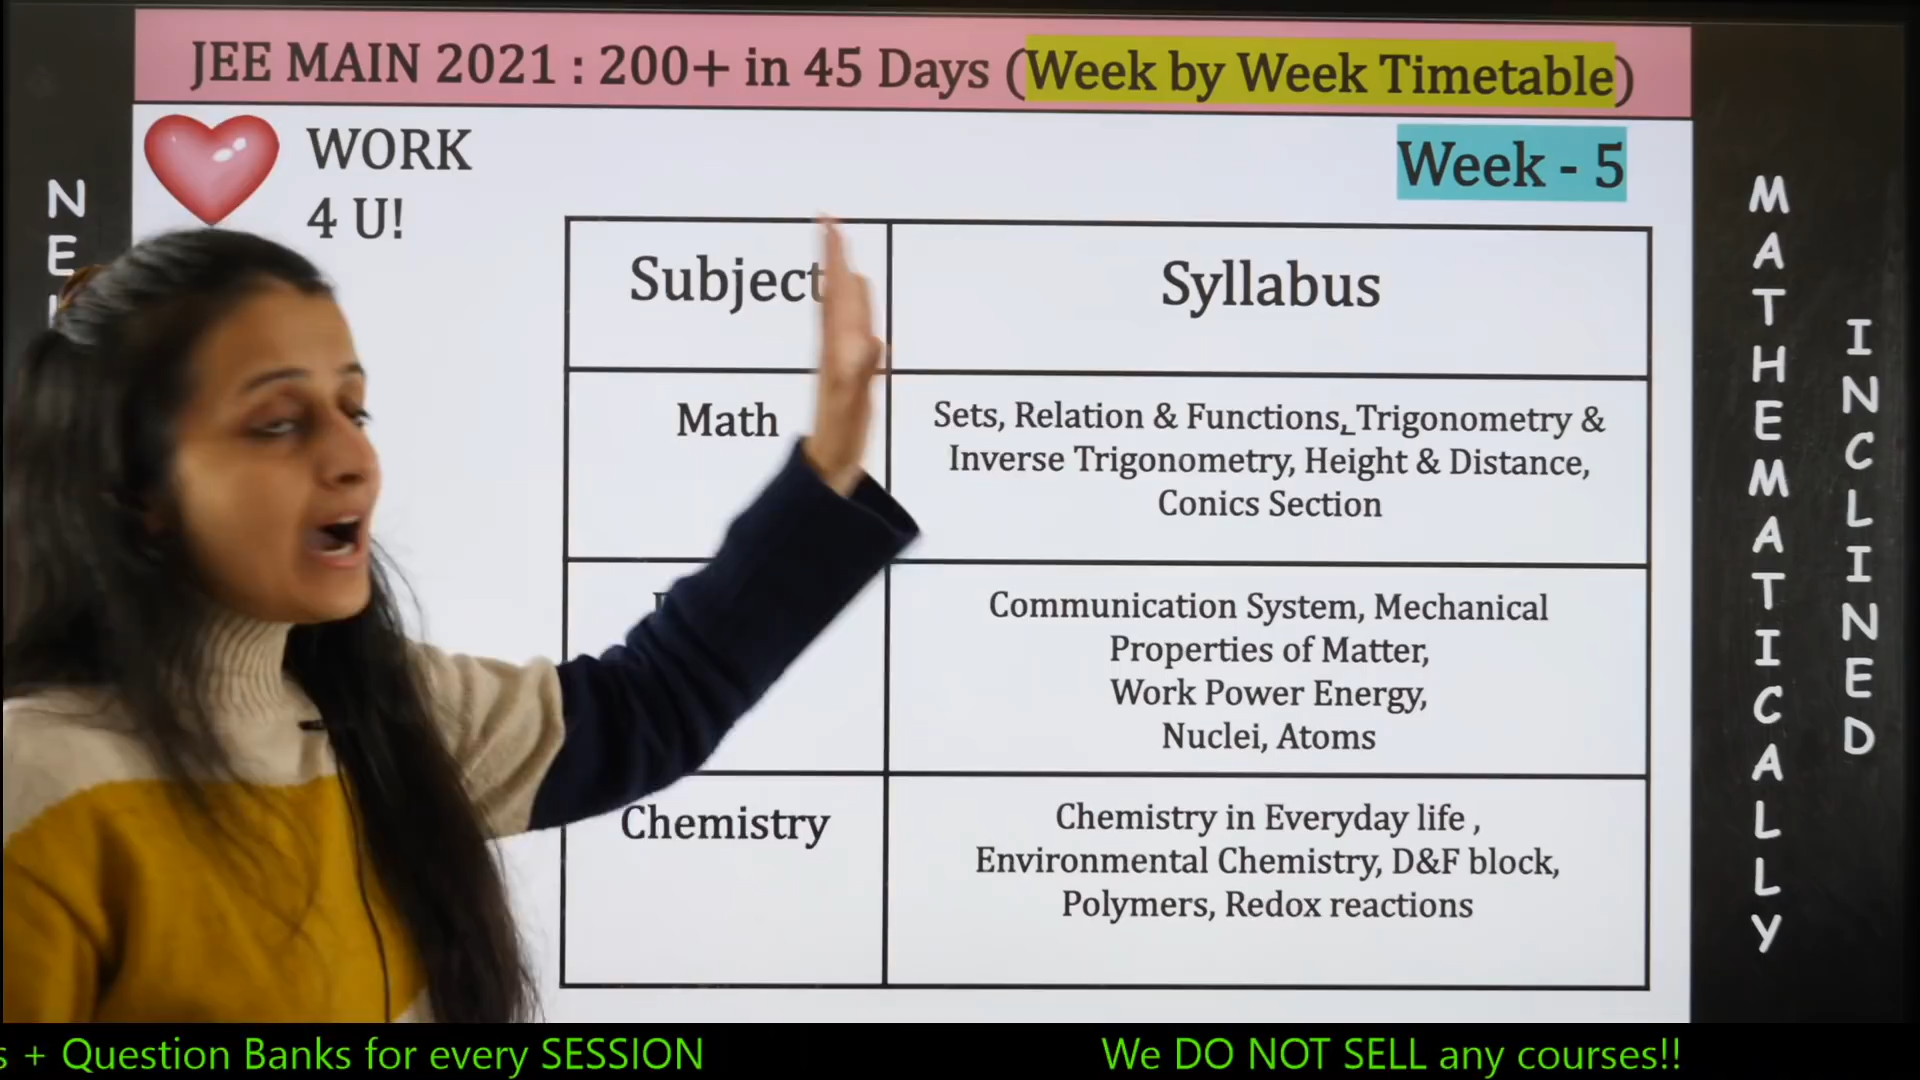 JEE MAIN 2021 : 200+ in 45 Days (Week by Week Timetable)
WORK
4 U!
Week - 5
Subject
Syllabus
Math
Sets, Relation & Functions, Trigonometry &
Inverse Trigonometry, Height & Distance,
Conics Section
Communication System, Mechanical
Properties of Matter,
Work Power Energy,
Nuclei, Atoms
Chemistry
Chemistry in Everyday life ,
Environmental Chemistry, D&F block,
Polymers, Redox reactions
MATHEMATICALLY
INCLINED
+ Question Banks for every SESSION
We DO NOT SELL any courses!!